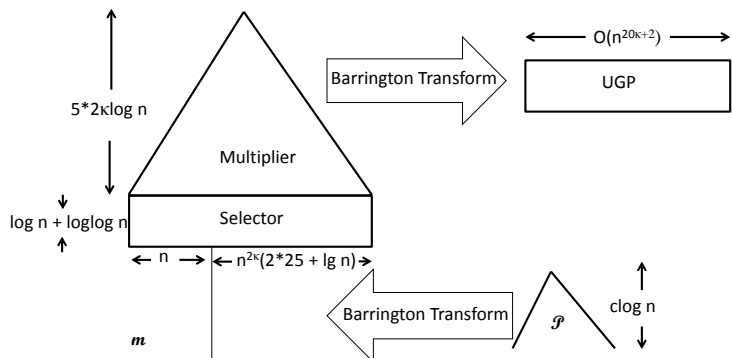 O(n^{20κ+2})
Barrington Transform
UGP
5*2κlog n
Multiplier
log n + loglog n
Selector
n
n^{2κ}(2*25 + lg n)
Barrington Transform
clog n
𝒫
m